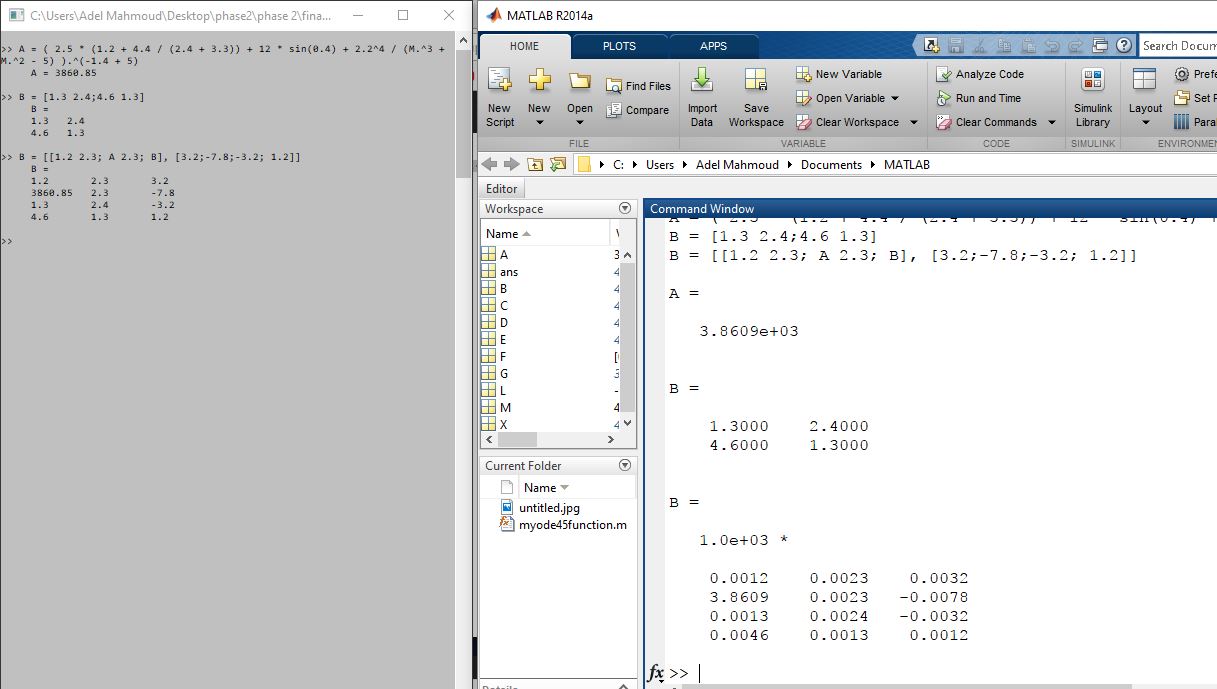 C:\Users\Adel Mahmoud\Desktop\phase2\phase 2\fina...
>> A = ( 2.5 * (1.2 + 4.4 / (2.4 + 3.3)) + 12 * sin(0.4) + 2.2^4 / (M.^3 +
M.^2 - 5) ).^(-1.4 + 5)
A = 3860.85
>> B = [1.3 2.4;4.6 1.3]
B =
1.3 2.4
4.6 1.3
>> B = [[1.2 2.3; A 2.3; B], [3.2;-7.8;-3.2; 1.2]]
B =
1.2 2.3 3.2
3860.85 2.3 -7.8
1.3 2.4 -3.2
4.6 1.3 1.2
>>
MATLAB R2014a
HOME PLOTS APPS
Search Docum
New Script
New
Open
Find Files
Compare
Import Data
Save Workspace
New Variable
Open Variable
Clear Workspace
Analyze Code
Run and Time
Clear Commands
Simulink Library
Layout
Prefe
Set P
Para
FILE VARIABLE CODE SIMULINK ENVIRONMEN
C: Users Adel Mahmoud Documents MATLAB
Editor
Workspace
Name
A 3
ans 4
B 4
C 4
D 4
E 4
F [
G 3
L -
M 4
X 4
Current Folder
Name
untitled.jpg
myode45function.m
Details
Command Window
A = ( 2.5 * (1.2 + 4.4 / (2.4 + 3.3)) + 12 * sin(0.4) +
B = [1.3 2.4;4.6 1.3]
B = [[1.2 2.3; A 2.3; B], [3.2;-7.8;-3.2; 1.2]]
A =
3.8609e+03
B =
1.3000 2.4000
4.6000 1.3000
B =
1.0e+03 *
0.0012 0.0023 0.0032
3.8609 0.0023 -0.0078
0.0013 0.0024 -0.0032
0.0046 0.0013 0.0012
fx >>